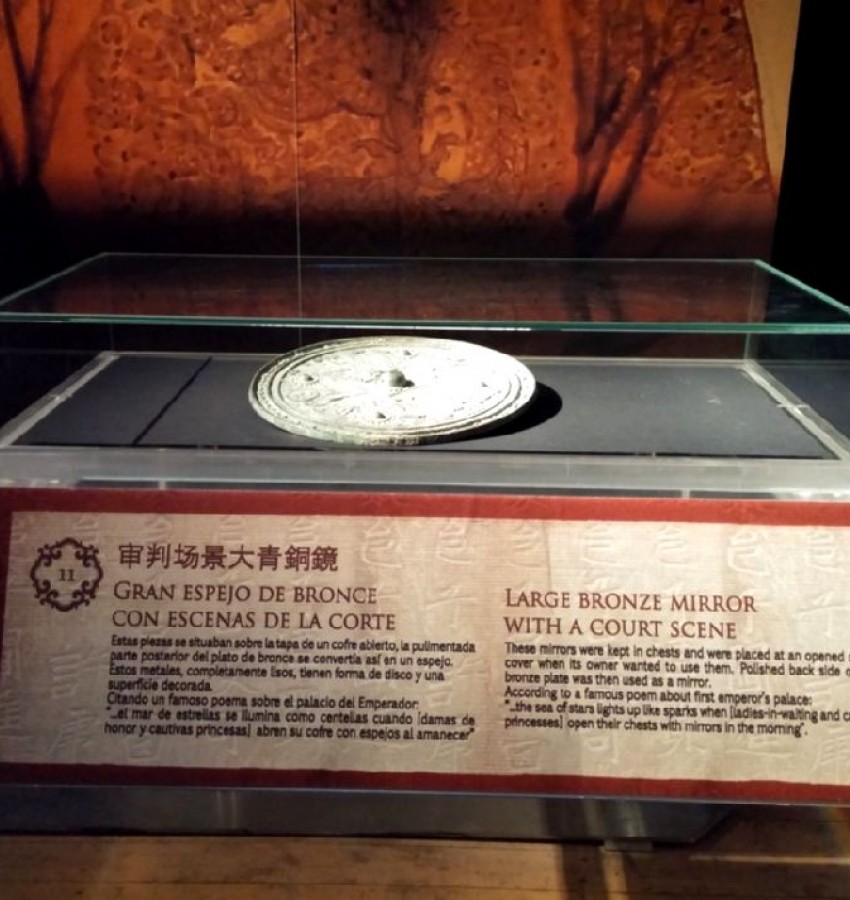 11
审判场景大青銅鏡
GRAN ESPEJO DE BRONCE
CON ESCENAS DE LA CORTE
Estas piezas se situaban sobre la tapa de un cofre abierto, la pulimentada
parte posterior del plato de bronce se convertía así en un espejo.
Estos metales, completamente lisos, tienen forma de disco y una
superficie decorada.
Citando un famoso poema sobre el palacio del Emperador:
"...el mar de estrellas se ilumina como centellas cuando [damas de
honor y cautivas princesas] abren su cofre con espejos al amanecer"
LARGE BRONZE MIRROR
WITH A COURT SCENE
These mirrors were kept in chests and were placed at an opened
cover when its owner wanted to use them. Polished back side
bronze plate was then used as a mirror.
According to a famous poem about first emperor's palace:
"...the sea of stars lights up like sparks when [ladies-in-waiting and
princesses] open their chests with mirrors in the morning".